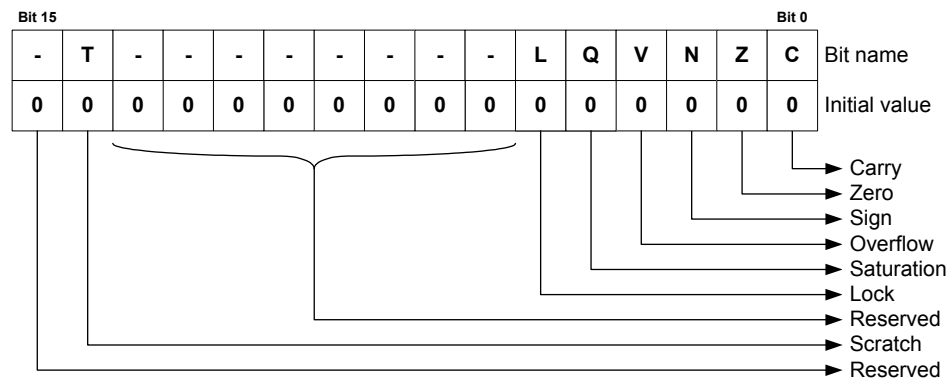 Bit 15 Bit 0
- T - - - - - - - - L Q V N Z C Bit name
0 0 0 0 0 0 0 0 0 0 0 0 0 0 0 0 Initial value
Carry
Zero
Sign
Overflow
Saturation
Lock
Reserved
Scratch
Reserved